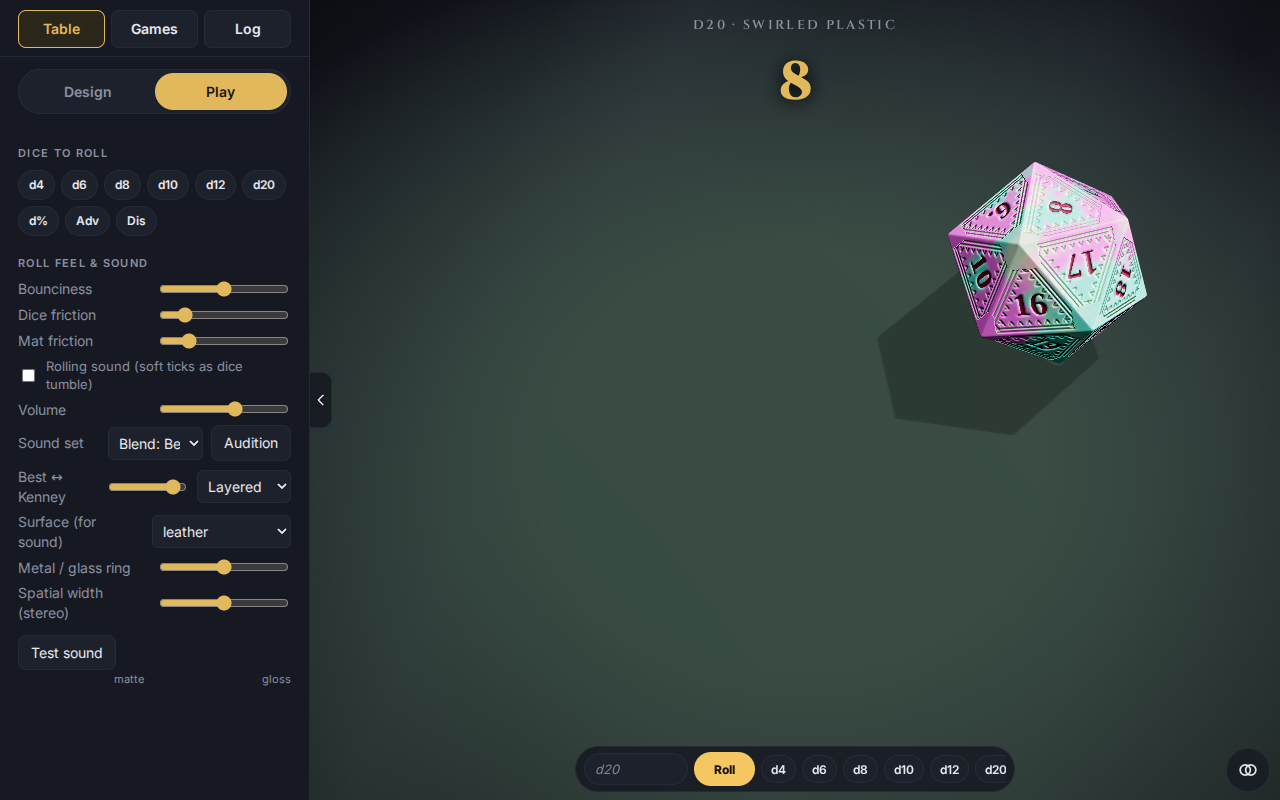 Table Games Log
Design Play
DICE TO ROLL
d4 d6 d8 d10 d12 d20
d% Adv Dis
ROLL FEEL & SOUND
Bounciness
Dice friction
Mat friction
Rolling sound (soft ticks as dice
tumble)
Volume
Sound set Blend: Be Audition
Best ↔
Kenney
Layered
Surface (for
sound)
leather
Metal / glass ring
Spatial width
(stereo)
Test sound
matte gloss
D20 · SWIRLED PLASTIC
8
9.
8
10
17
18
16
d20 Roll d4 d6 d8 d10 d12 d20